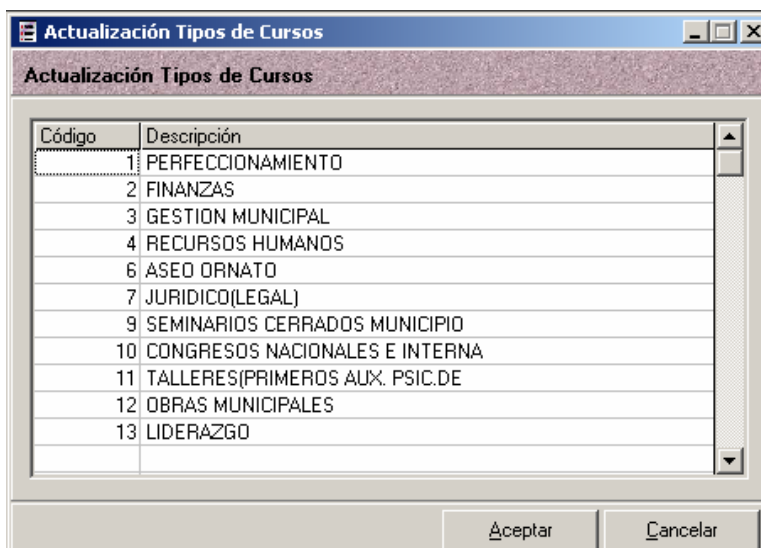 Actualización Tipos de Cursos
Actualización Tipos de Cursos
Código Descripción
1 PERFECCIONAMIENTO
2 FINANZAS
3 GESTION MUNICIPAL
4 RECURSOS HUMANOS
6 ASEO ORNATO
7 JURIDICO(LEGAL)
9 SEMINARIOS CERRADOS MUNICIPIO
10 CONGRESOS NACIONALES E INTERNA
11 TALLERES(PRIMEROS AUX. PSIC.DE
12 OBRAS MUNICIPALES
13 LIDERAZGO
Aceptar Cancelar